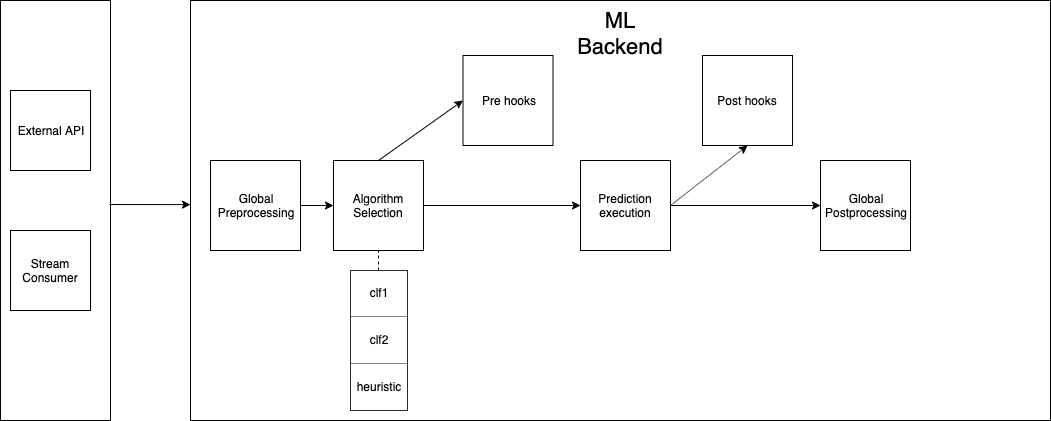 ML
Backend
External API
Stream
Consumer
Pre hooks
Post hooks
Global
Preprocessing
Algorithm
Selection
Prediction
execution
Global
Postprocessing
clf1
clf2
heuristic